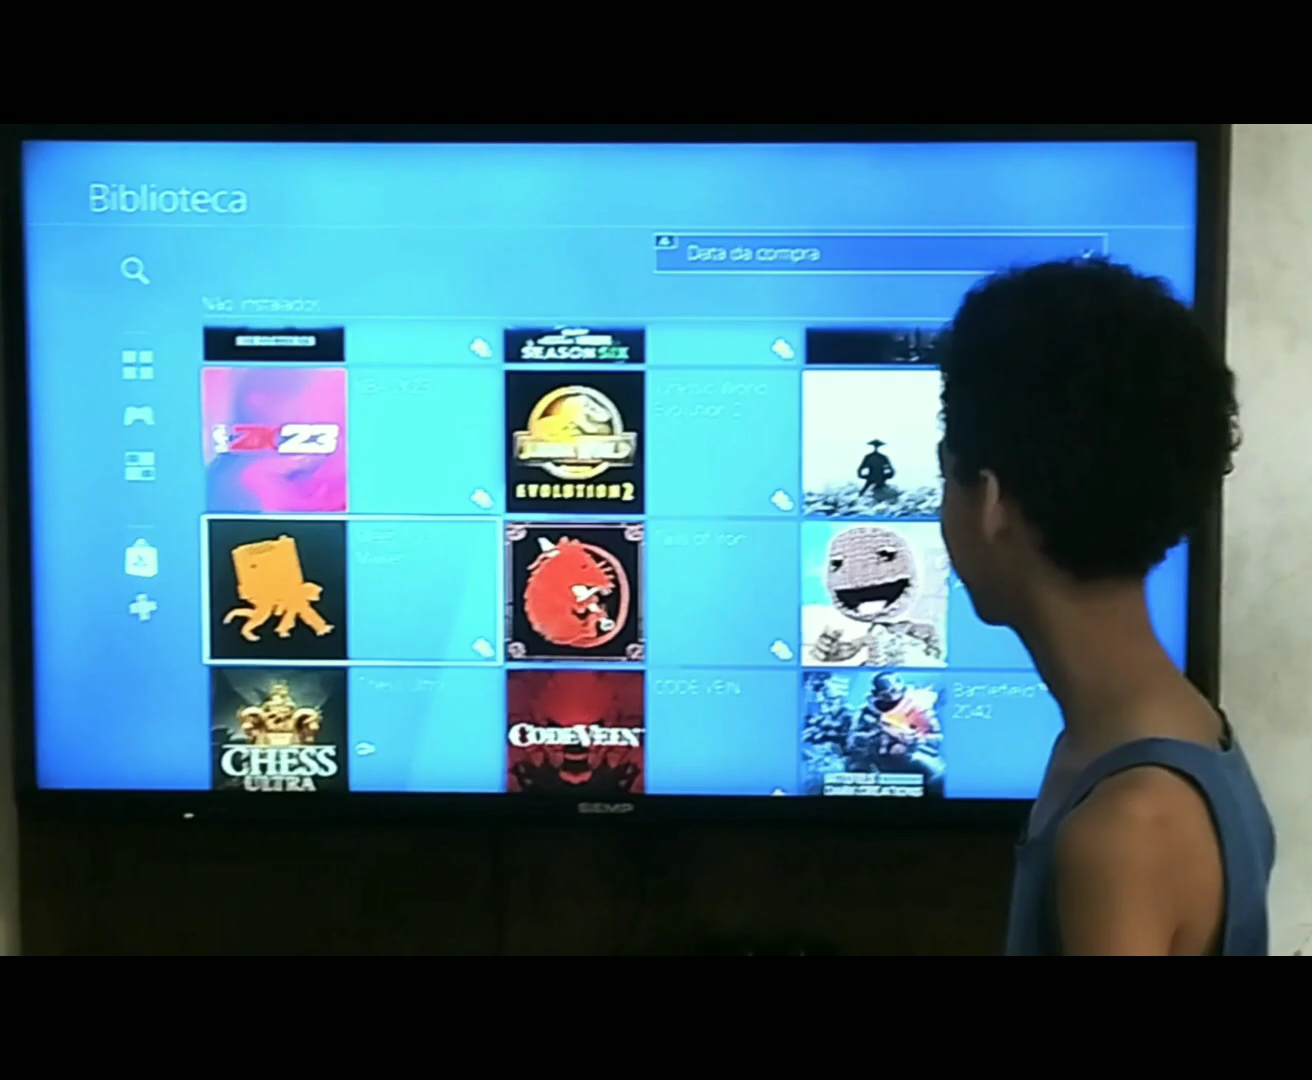 Biblioteca
Data da compra
Não instalados
SEASON SIX
2K23
NBA 2K23
JURASSIC WORLD
EVOLUTION 2
Jurassic World
Evolution 2
Maker
Tails of Iron
CHESS
ULTRA
Chess Ultra
CODE VEIN
CODE VEIN
Battlefield™
2042
SEMP